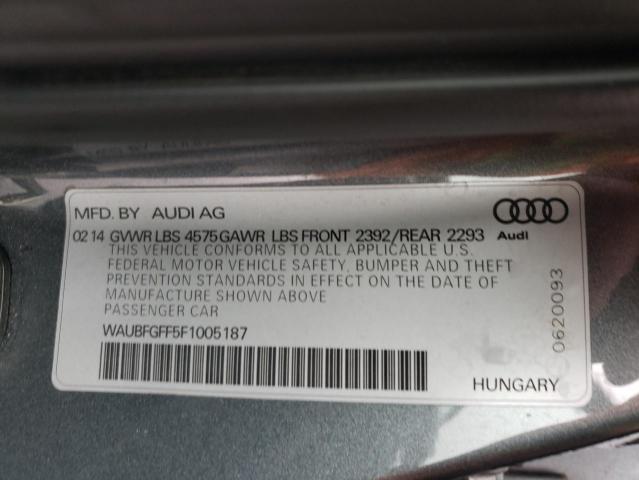 MFD. BY AUDI AG
02 14 GVWR LBS 4575 GAWR LBS FRONT 2392/REAR 2293
Audi
THIS VEHICLE CONFORMS TO ALL APPLICABLE U.S.
FEDERAL MOTOR VEHICLE SAFETY, BUMPER AND THEFT
PREVENTION STANDARDS IN EFFECT ON THE DATE OF
MANUFACTURE SHOWN ABOVE
PASSENGER CAR
WAUBFGFF5F1005187
HUNGARY
0620093